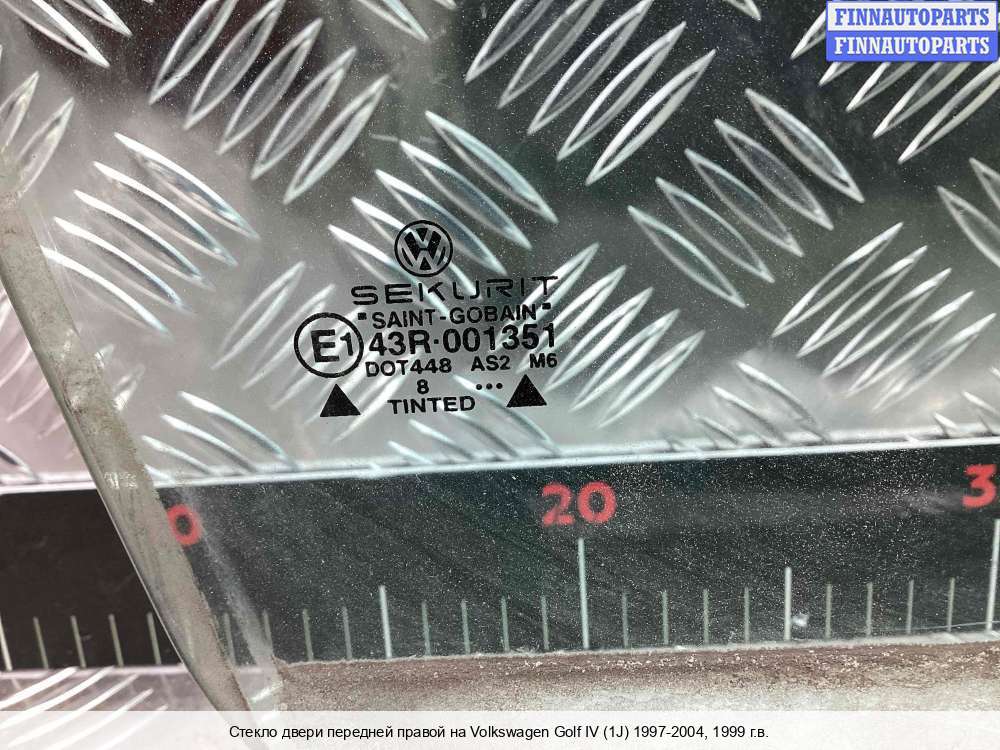 FINNAUTOPARTS
FINNAUTOPARTS
VW
SEKURIT
SAINT-GOBAIN
E1 43R-001351
DOT448 AS2 M6
8 ...
TINTED
0 20 3
Стекло двери передней правой на Volkswagen Golf IV (1J) 1997-2004, 1999 г.в.